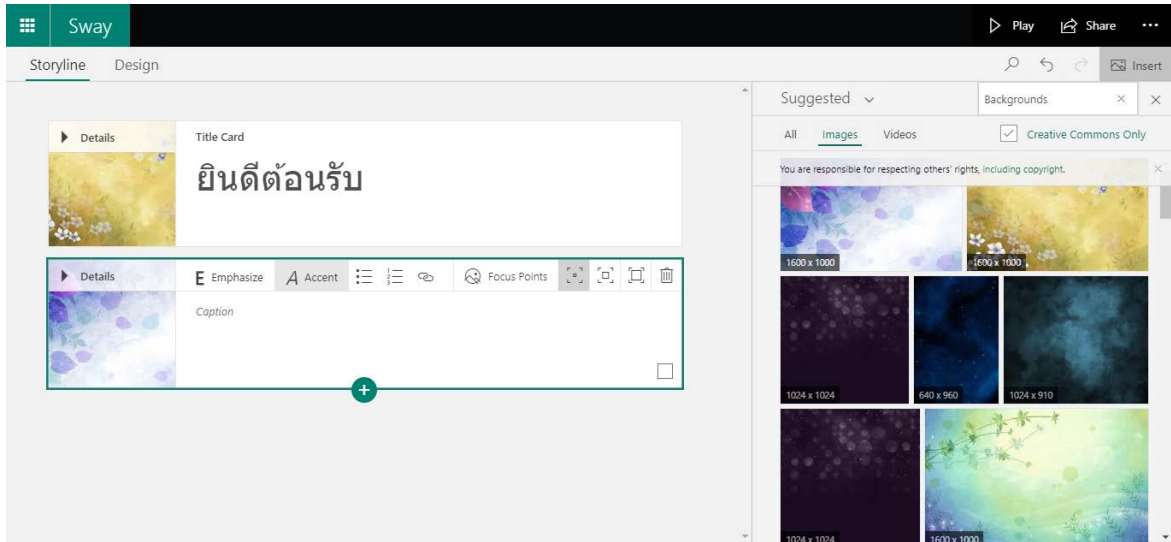 Sway
Play Share ...
Storyline Design
Insert
Suggested
Backgrounds
All Images Videos
Creative Commons Only
You are responsible for respecting others' rights, including copyright.
Details
Title Card
ยินดีต้อนรับ
Details
E Emphasize A Accent Focus Points
Caption
1600 x 1000
1600 x 1000
1024 x 1024
640 x 960
1024 x 910
1024 x 1024
1600 x 1000